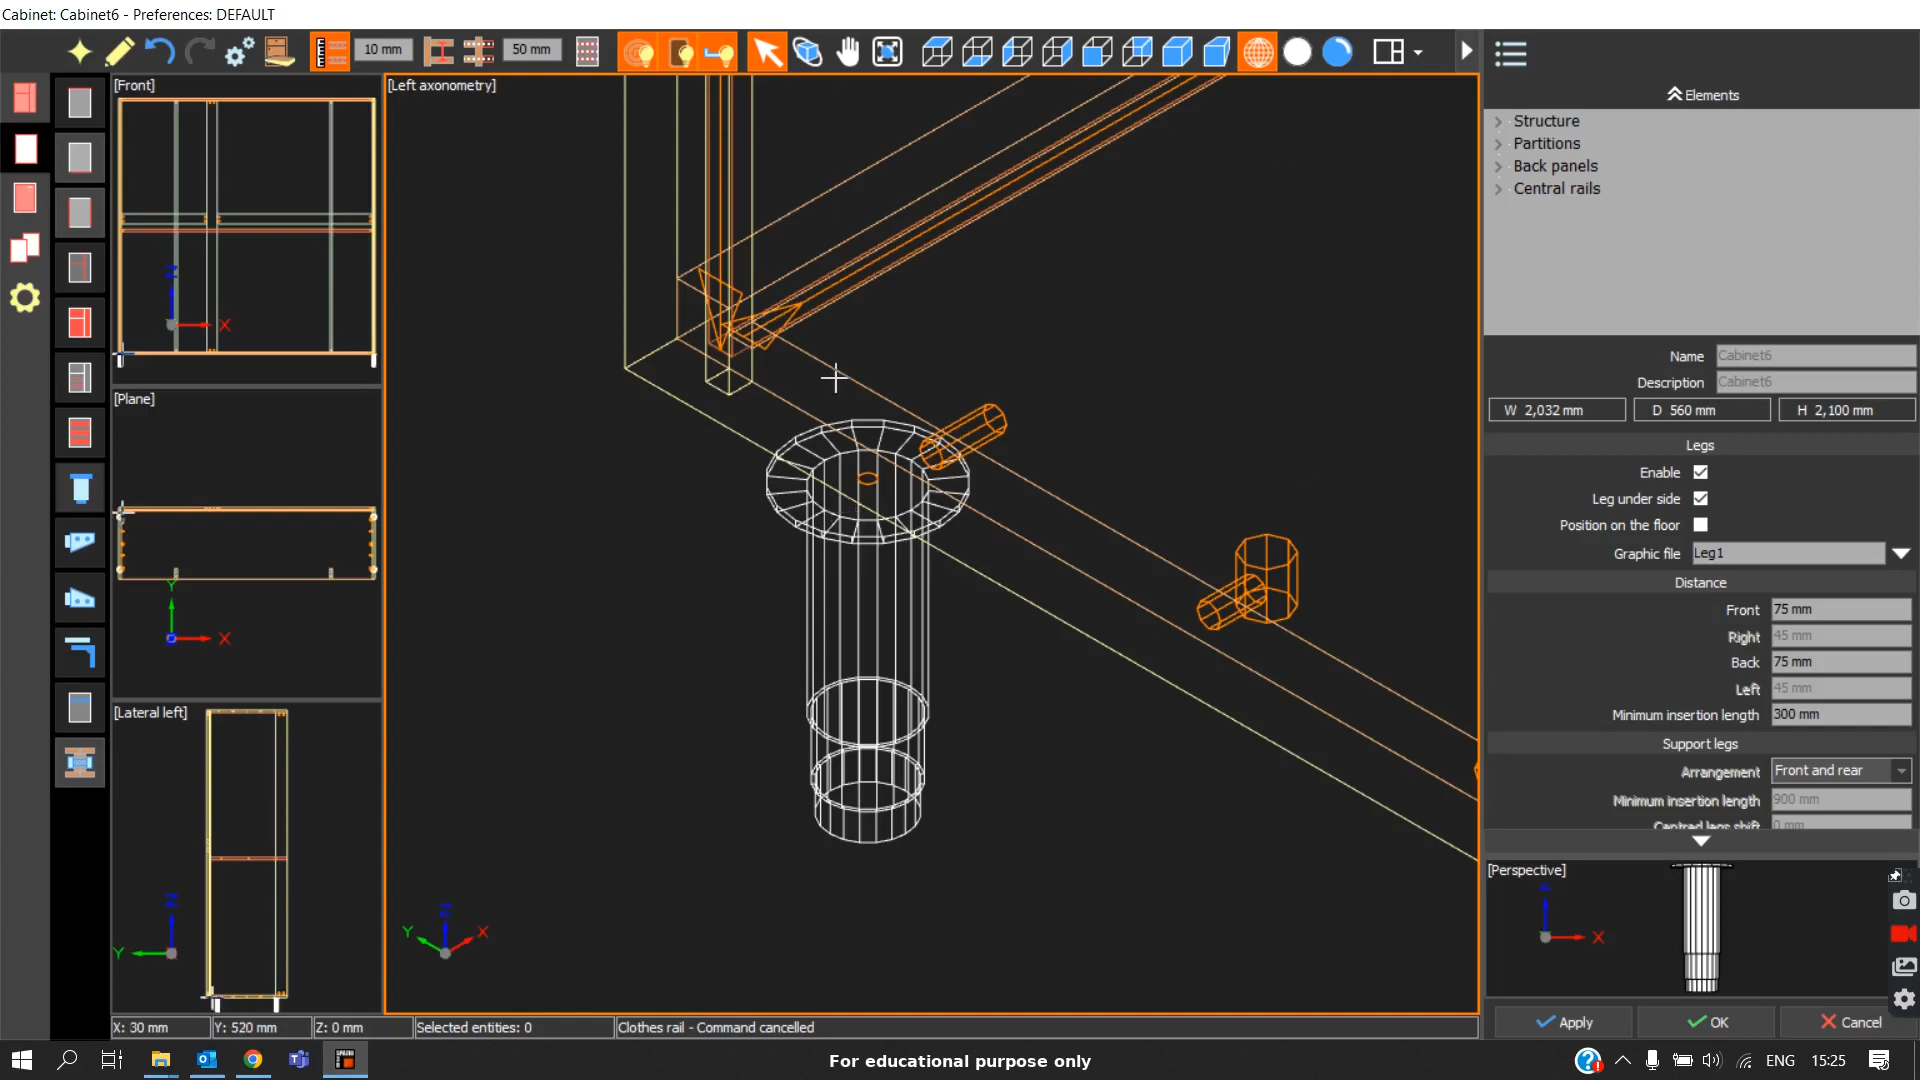 Cabinet: Cabinet6 - Preferences: DEFAULT
10 mm
50 mm
[Front]
Z
X
[Plane]
Y
X
[Lateral left]
Z
Y
[Left axonometry]
Y
Z
X
Elements
Structure
Partitions
Back panels
Central rails
Name Cabinet6
Description Cabinet6
W 2,032 mm D 560 mm H 2,100 mm
Legs
Enable
Leg under side
Position on the floor
Graphic file Leg1
Distance
Front 75 mm
Right 45 mm
Back 75 mm
Left 45 mm
Minimum insertion length 300 mm
Support legs
Arrangement Front and rear
Minimum insertion length 900 mm
Centred legs shift 0 mm
[Perspective]
Z
X
Apply OK Cancel
X: 30 mm Y: 520 mm Z: 0 mm Selected entities: 0 Clothes rail - Command cancelled
For educational purpose only
ENG 15:25